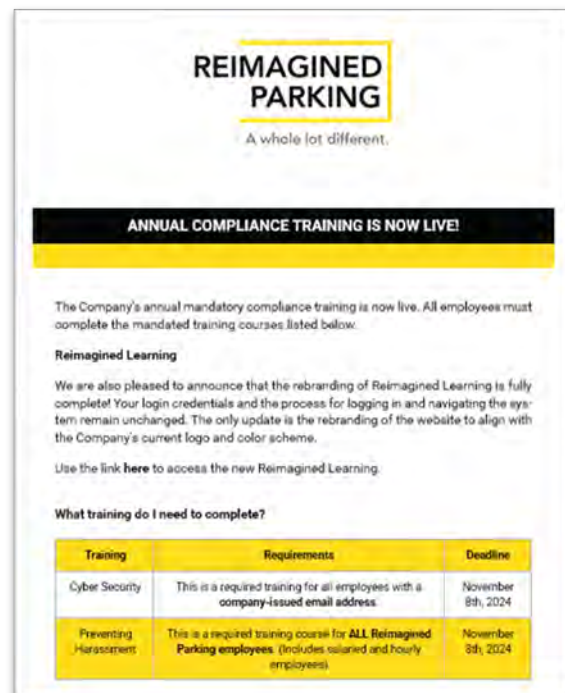 REIMAGINED
PARKING
A whole lot different.
ANNUAL COMPLIANCE TRAINING IS NOW LIVE!
The Company's annual mandatory compliance training is now live. All employees must
complete the mandated training courses listed below.
Reimagined Learning
We are also pleased to announce that the rebranding of Reimagined Learning is fully
complete! Your login credentials and the process for logging in and navigating the sys-
tem remain unchanged. The only update is the rebranding of the website to align with
the Company's current logo and color scheme.
Use the link here to access the new Reimagined Learning.
What training do I need to complete?
Training Requirements Deadline
Cyber Security This is a required training for all employees with a November
company-issued email address. 8th, 2024
Preventing This is a required training course for ALL Reimagined November
Harassment Parking employees. (Includes salaried and hourly 8th, 2024
employees)